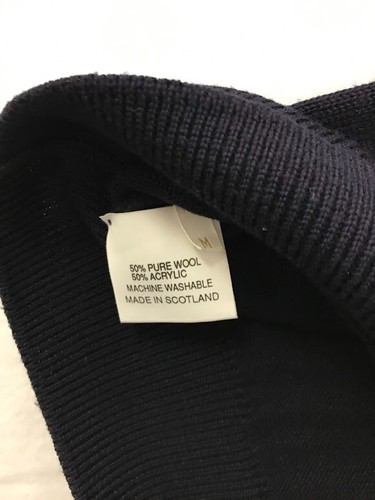 M
50% PURE WOOL
50% ACRYLIC
MACHINE WASHABLE
MADE IN SCOTLAND